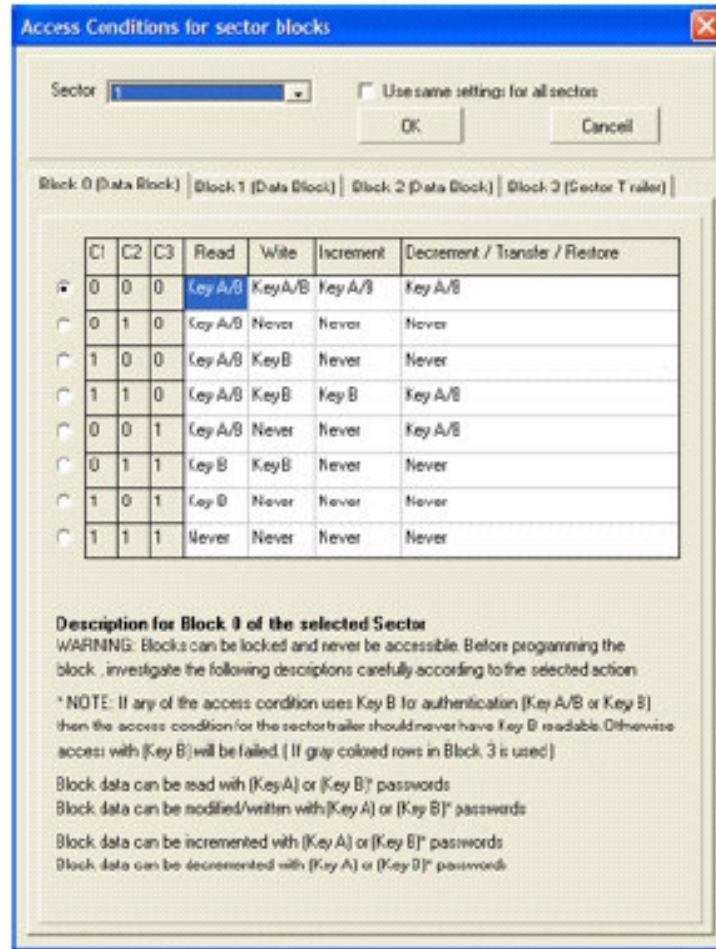 Access Conditions for sector blocks
Sector 1 Use same settings for all sectors
OK Canceil
Block 0 (Data Block) Block 1 (Data Block) Block 2 (Data Block) Block 3 (Sector Trailer)
C1 C2 C3 Read Write Increment Decrement / Transfer / Restore
0 0 0 Key A/B Key A/B Key A/B Key A/B
0 1 0 Key A/B Never Never Never
1 0 0 Key A/B Key B Never Never
1 1 0 Key A/B Key B Key B Key A/B
0 0 1 Key A/B Never Never Key A/B
0 1 1 Key B Key B Never Never
1 0 1 Key B Never Never Never
1 1 1 Never Never Never Never
Description for Block 0 of the selected Sector
WARNING: Blocks can be locked and never be accessible. Before programming the
block , investigate the following descriptons carefully according to the selected action
* NOTE: If any of the access condition uses Key B for authentication (Key A/B or Key B)
then the access condition for the sector trailer should never have Key B readable. Otherwise
access with (Key B) will be failed. ( If gray colored rows in Block 3 is used )
Block data can be read with (Key A) or (Key B)* passwords
Block data can be modified/written with (Key A) or (Key B)* passwords
Block data can be incremented with (Key A) or (Key B)* passwords
Block data can be decremented with (Key A) or (Key B)* passwords